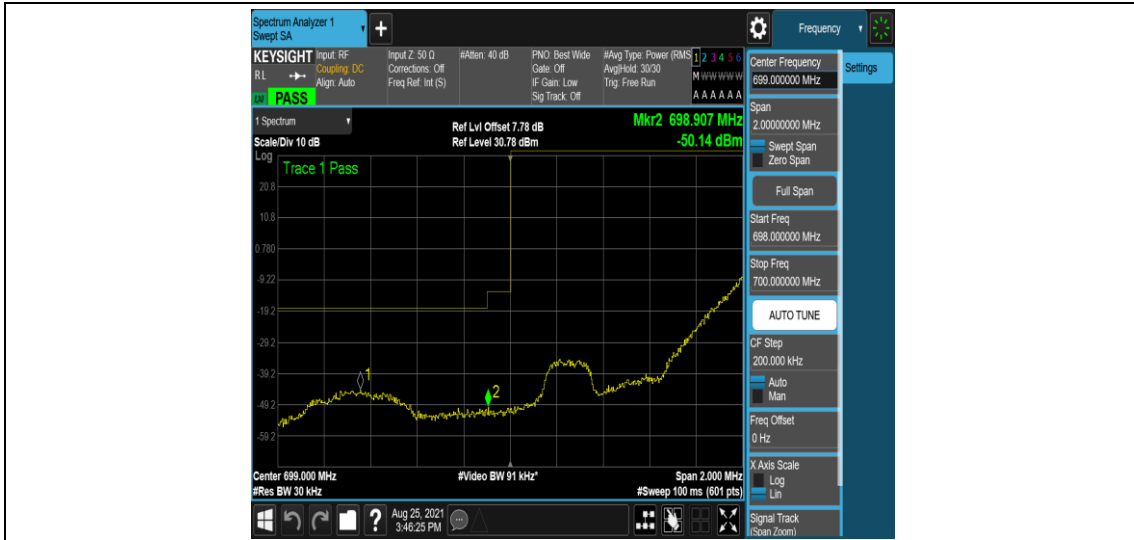 Spectrum Analyzer 1
Swept SA
+
Frequency
KEYSIGHT
RL
PASS
Input: RF
Coupling: DC
Align: Auto
Input Z: 50 Ω
Corrections: Off
Freq Ref: Int (S)
#Atten: 40 dB
PNO: Best Wide
Gate: Off
IF Gain: Low
Sig Track: Off
#Avg Type: Power (RMS
Avg|Hold: 30/30
Trig: Free Run
1 2 3 4 5 6
M W W W W W
A A A A A A
1 Spectrum
Scale/Div 10 dB
Ref Lvl Offset 7.78 dB
Ref Level 30.78 dBm
Mkr2 698.907 MHz
-50.14 dBm
Log
Trace 1 Pass
20.8
10.8
0.780
-9.22
-19.2
-29.2
-39.2
-49.2
-59.2
1
2
Center 699.000 MHz
#Res BW 30 kHz
#Video BW 91 kHz*
Span 2.000 MHz
#Sweep 100 ms (601 pts)
Center Frequency
699.000000 MHz
Settings
Span
2.00000000 MHz
Swept Span
Zero Span
Full Span
Start Freq
698.000000 MHz
Stop Freq
700.000000 MHz
AUTO TUNE
CF Step
200.000 kHz
Auto
Man
Freq Offset
0 Hz
X Axis Scale
Log
Lin
Signal Track
(Span Zoom)
?
Aug 25, 2021
3:46:25 PM